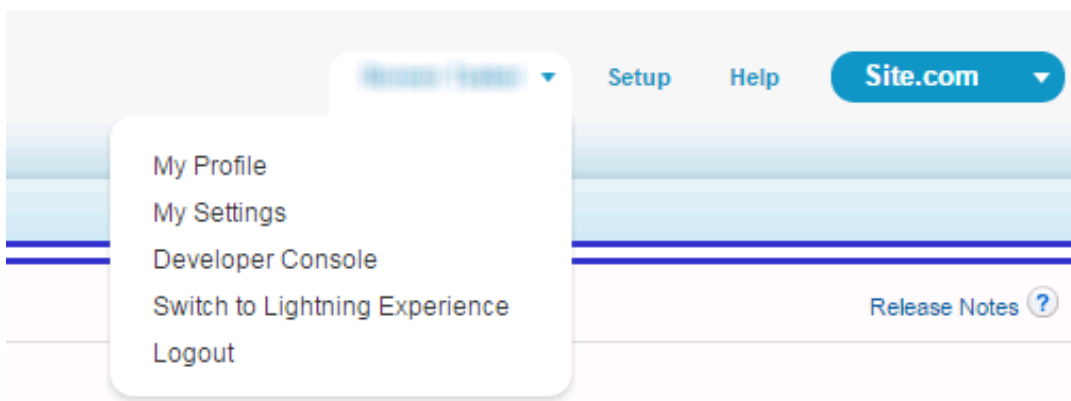 Setup Help Site.com
My Profile
My Settings
Developer Console
Switch to Lightning Experience
Logout
Release Notes ?